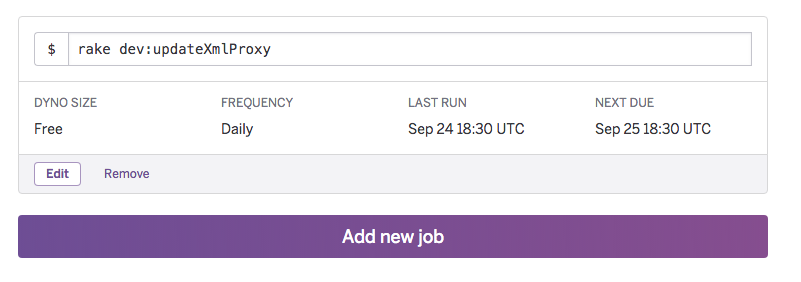 $ rake dev:updateXmlProxy
DYNO SIZE FREQUENCY LAST RUN NEXT DUE
Free Daily Sep 24 18:30 UTC Sep 25 18:30 UTC
Edit Remove
Add new job